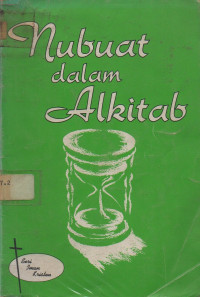 Nubuat
dalam
Alkitab
Seri
Iman
Kristen